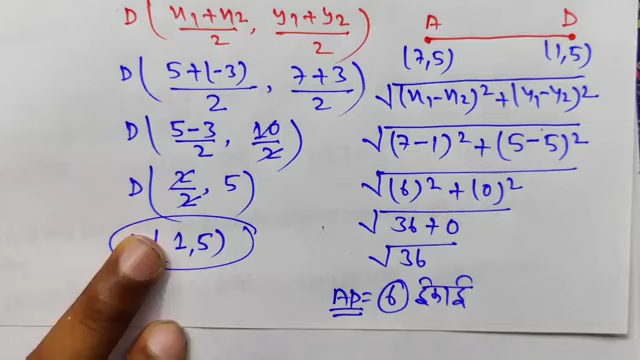 D( (x₁+x₂)/2 , (y₁+y₂)/2 )
D( (5+(-3))/2 , (7+3)/2 )
D( (5-3)/2 , 10/2 )
D( 2/2 , 5)
( 1,5)
A D
(7,5) (1,5)
√(x₁-x₂)²+(y₁-y₂)²
√(7-1)²+(5-5)²
√(6)²+(0)²
√36+0
√36
AD= 6 इकाई